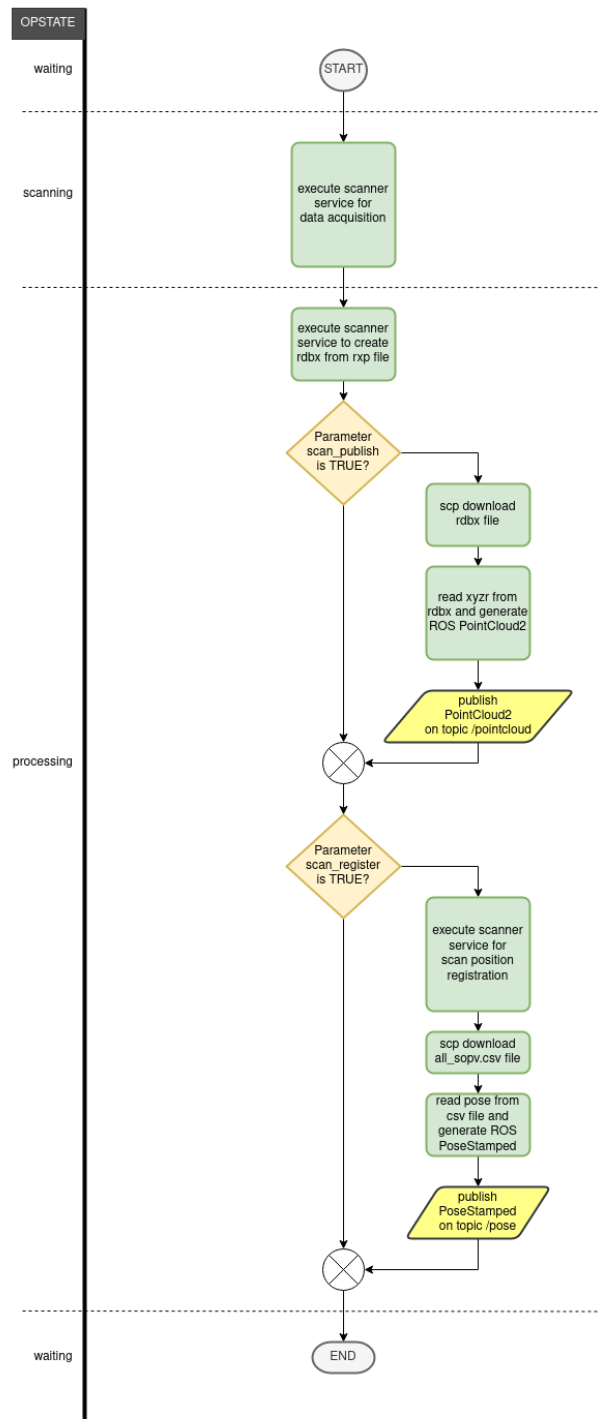 OPSTATE
waiting
START
scanning
execute scanner
service for
data acquisition
execute scanner
service to create
rdbx from rxp file
Parameter
scan_publish
is TRUE?
scp download
rdbx file
read xyzr from
rdbx and generate
ROS PointCloud2
publish
PointCloud2
on topic /pointcloud
processing
Parameter
scan_register
is TRUE?
execute scanner
service for
scan position
registration
scp download
all_sopv.csv file
read pose from
csv file and
generate ROS
PoseStamped
publish
PoseStamped
on topic /pose
waiting
END